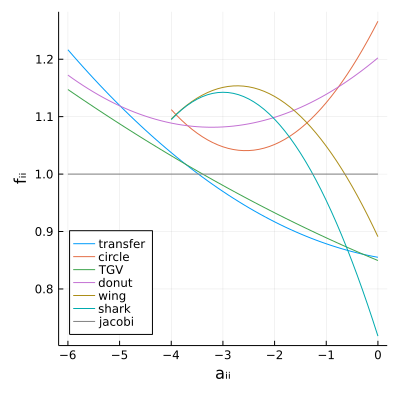 fᵢᵢ
1.2
1.1
1.0
0.9
0.8
transfer
circle
TGV
donut
wing
shark
jacobi
−6 −5 −4 −3 −2 −1 0
aᵢᵢ